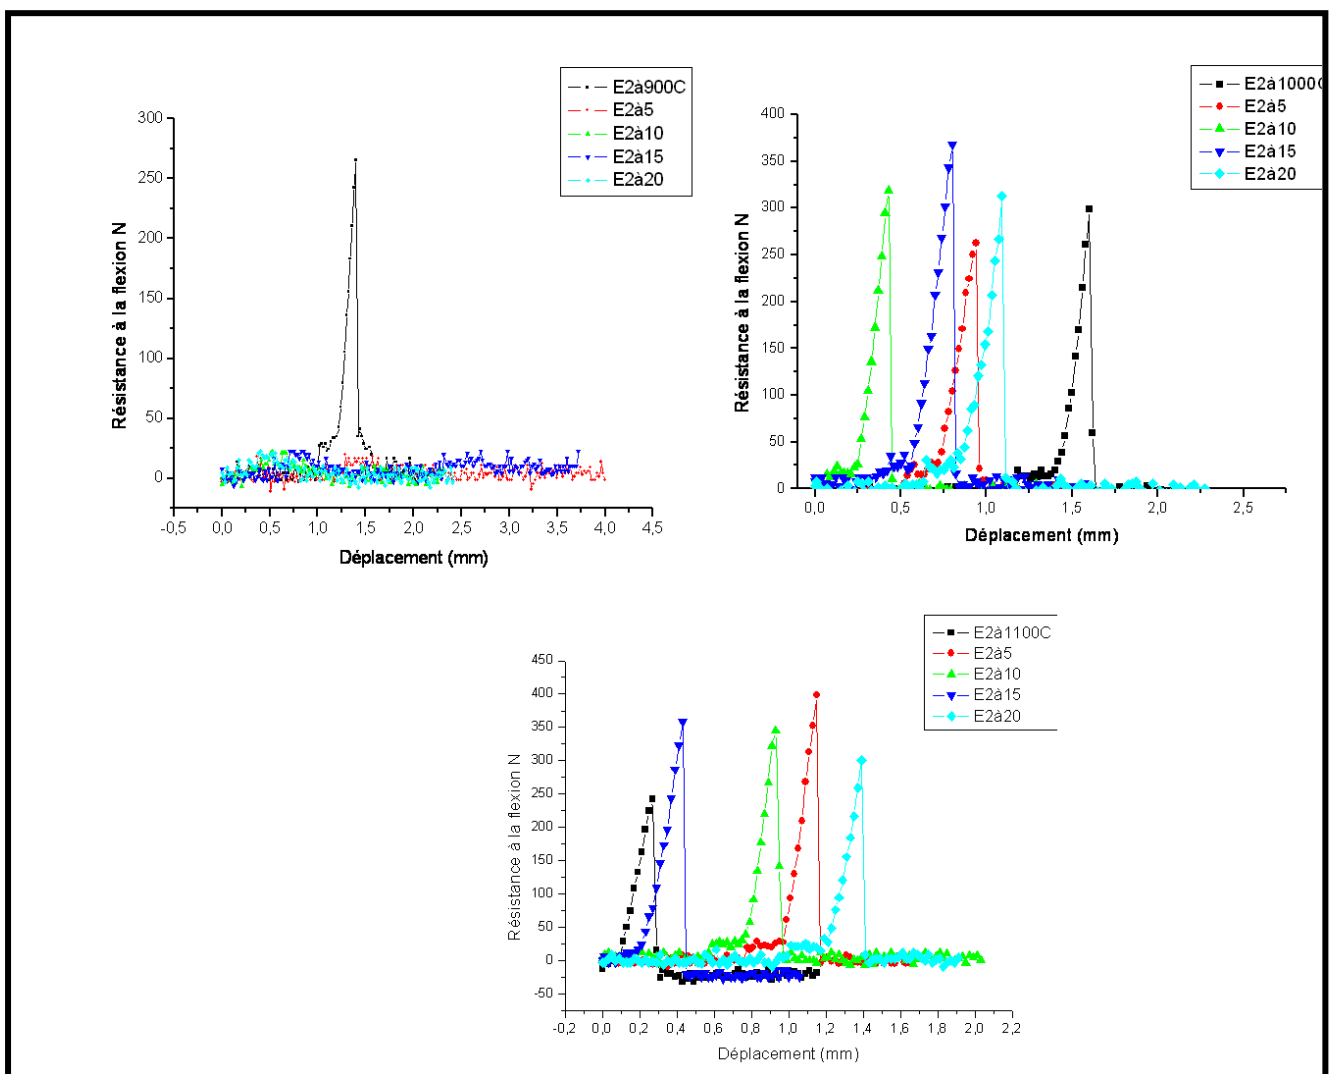 E2à900C
E2à5
E2à10
E2à15
E2à20
300
250
200
150
100
50
0
Résistance à la flexion N
-0,5 0,0 0,5 1,0 1,5 2,0 2,5 3,0 3,5 4,0 4,5
Déplacement (mm)
E2à1000C
E2à5
E2à10
E2à15
E2à20
400
350
300
250
200
150
100
50
0
Résistance à la flexion N
0,0 0,5 1,0 1,5 2,0 2,5
Déplacement (mm)
E2à1100C
E2à5
E2à10
E2à15
E2à20
450
400
350
300
250
200
150
100
50
0
-50
Résistance à la flexion N
-0,2 0,0 0,2 0,4 0,6 0,8 1,0 1,2 1,4 1,6 1,8 2,0 2,2
Déplacement (mm)